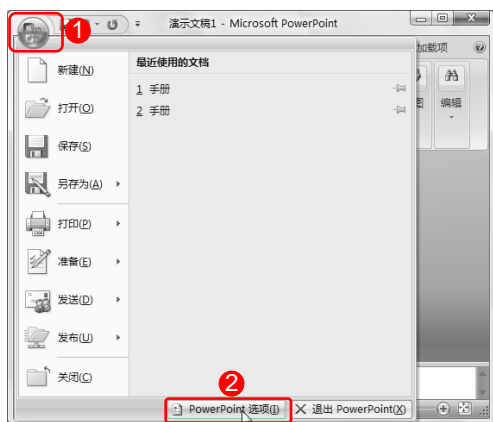 1
演示文稿1 - Microsoft PowerPoint
加载项
新建(N)
打开(O)
保存(S)
另存为(A)
打印(P)
准备(E)
发送(D)
发布(U)
关闭(C)
最近使用的文档
1 手册
2 手册
编辑
2
PowerPoint 选项(I)
退出 PowerPoint(X)